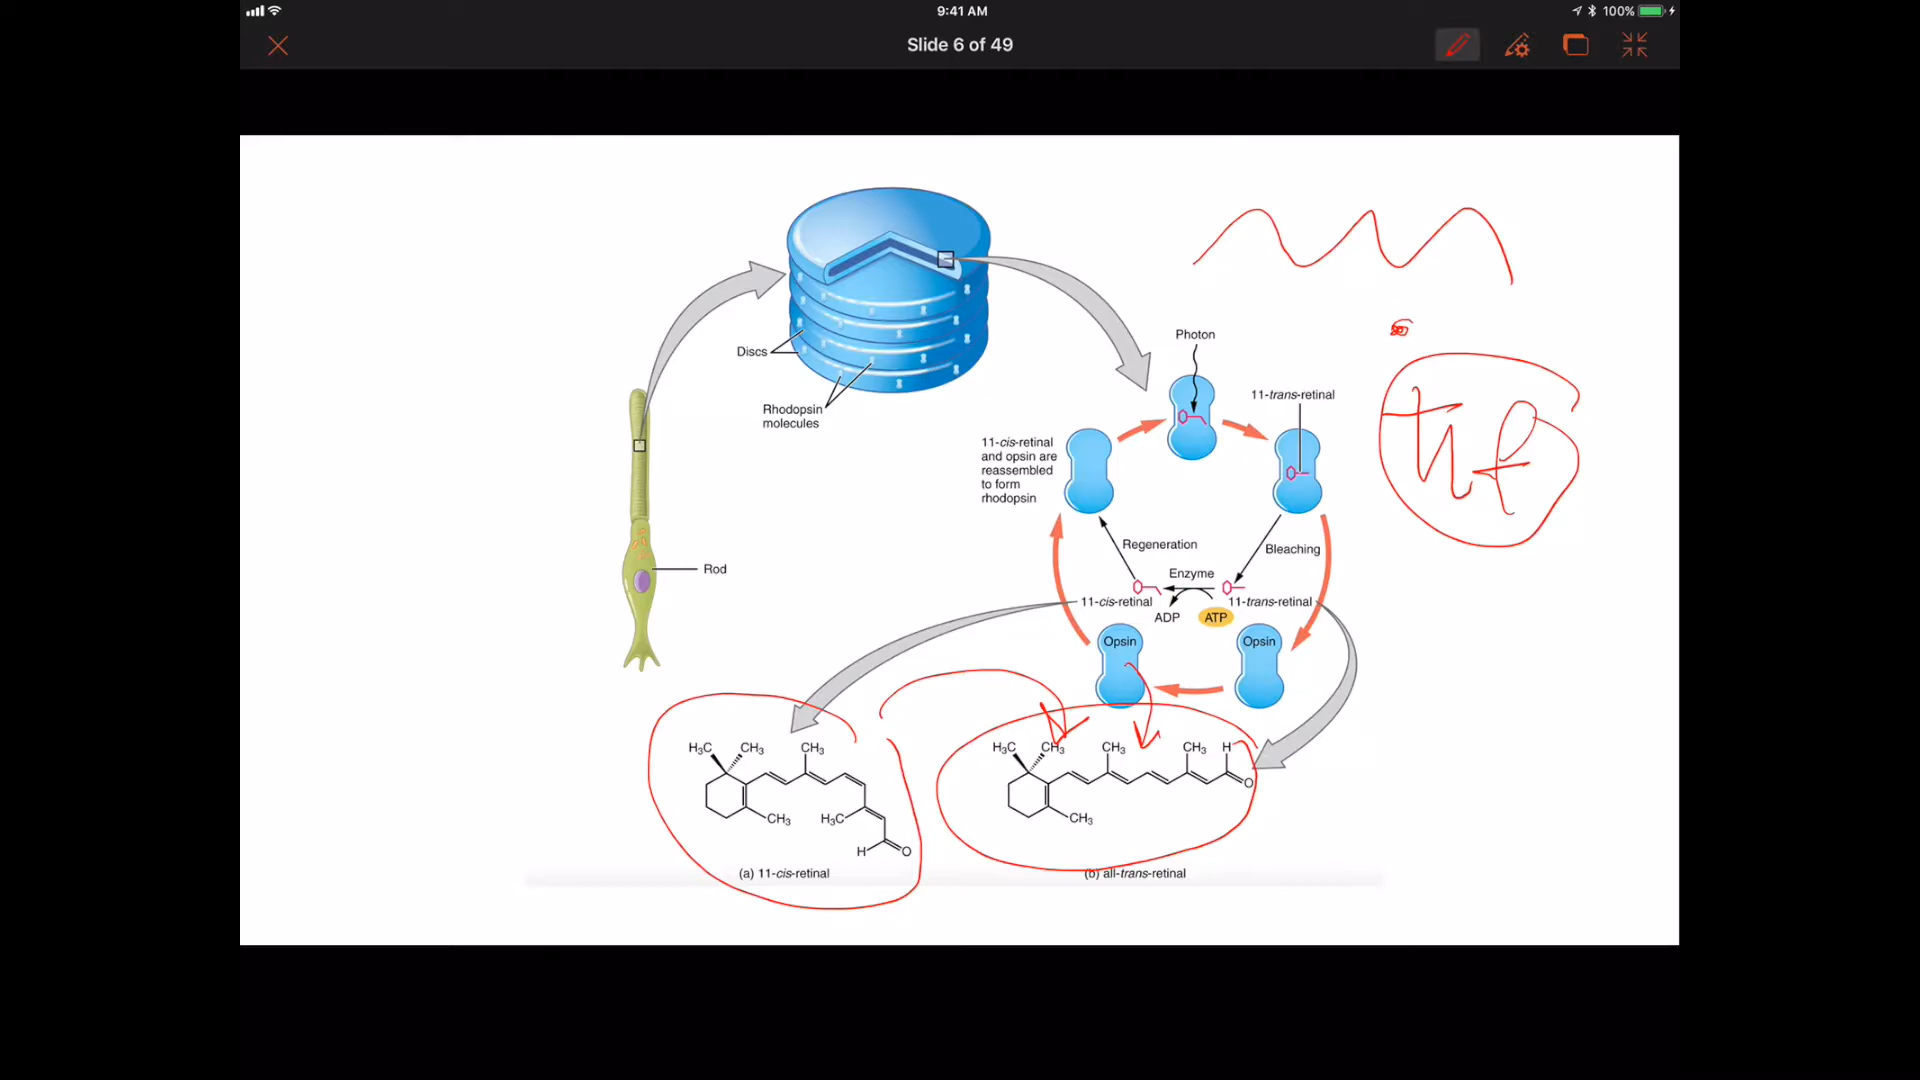 9:41 AM
100%
Slide 6 of 49
Photon
11-trans-retinal
Discs
Rhodopsin
molecules
11-cis-retinal
and opsin are
reassembled
to form
rhodopsin
Regeneration
Bleaching
Rod
Enzyme
11-cis-retinal
11-trans-retinal
ADP
ATP
Opsin
Opsin
H₃C
CH₃
CH₃
CH₃
H₃C
H
O
H₃C
CH₃
CH₃
CH₃
H
O
CH₃
(a) 11-cis-retinal
(b) all-trans-retinal